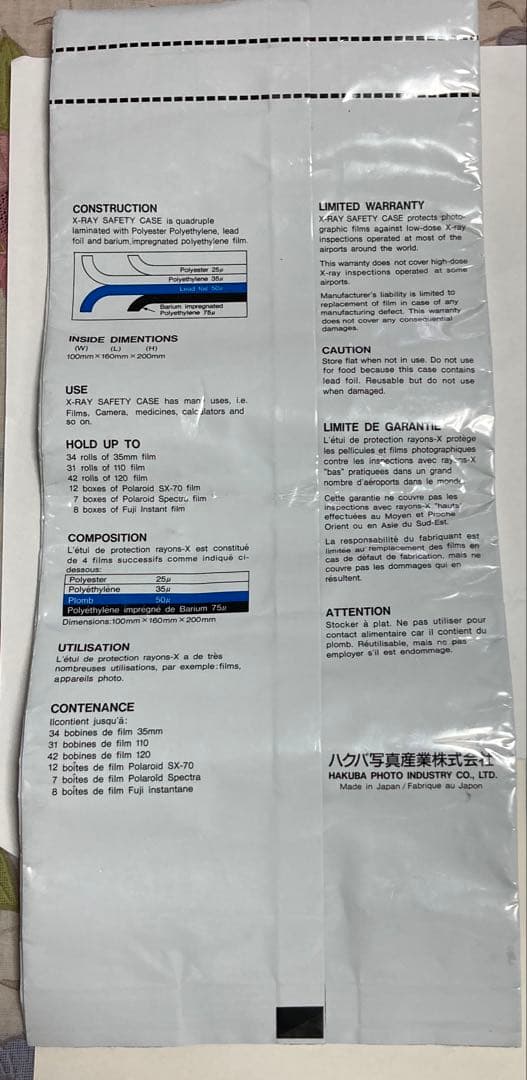 CONSTRUCTION
X-RAY SAFETY CASE is quadruple
laminated with Polyester Polyethylene, lead
foil and barium impregnated polyethylene film.
Polyester 25μ
Polyethylene 35μ
Lead foil 50μ
Barium impregnated
Polyethylene 75μ
INSIDE DIMENTIONS
(W) (L) (H)
100mm×160mm×200mm
USE
X-RAY SAFETY CASE has many uses, i.e.
Films, Camera, medicines, calculators and
so on.
HOLD UP TO
34 rolls of 35mm film
31 rolls of 110 film
42 rolls of 120 film
12 boxes of Polaroid SX-70 film
7 boxes of Polaroid Spectra film
8 boxes of Fuji Instant film
COMPOSITION
L'étui de protection rayons-X est constitué
de 4 films successifs comme indiqué ci-
dessous:
Polyester 25μ
Polyéthylène 35μ
Plomb 50μ
Polyéthylène impregné de Barium 75μ
Dimensions:100mm×160mm×200mm
UTILISATION
L'étui de protection rayons-X a de très
nombreuses utilisations, par exemple:films,
appareils photo.
CONTENANCE
Ilcontient jusqu'ã:
34 bobines de film 35mm
31 bobines de film 110
42 bobines de film 120
12 boîtes de film Polaroid SX-70
7 boîtes de film Polaroïd Spectra
8 boîtes de film Fuji instantane
LIMITED WARRANTY
X-RAY SAFETY CASE protects photo-
graphic films against low-dose X-ray
inspections operated at most of the
airports around the world.
This warranty does not cover high-dose
X-ray inspections operated at some
airports.
Manufacturer's liability is limited to
replacement of film in case of any
manufacturing defect. This warranty
does not cover any consequential
damages.
CAUTION
Store flat when not in use. Do not use
for food because this case contains
lead foil. Reusable but do not use
when damaged.
LIMITE DE GARANTIE
L'étui de protection rayons-X protège
les pellicules et films photographiques
contre les inspections avec rayons-X
"bas" pratiquées dans un grand
nombre d'aéroports dans le monde.
Cette garantie ne couvre pas les
inspections avec rayons-X "hauts"
effectuées au Moyen et Proche
Orient ou en Asie du Sud-Est.
La responsabilité du fabriquant est
limitée au remplacement des films en
cas de défaut de fabrication, mais ne
couvre pas les dommages qui en
résultent.
ATTENTION
Stocker à plat. Ne pas utiliser pour
contact alimentaire car il contient du
plomb. Réutilisable, mais ne pas
employer s'il est endommage.
ハクバ写真産業株式会社
HAKUBA PHOTO INDUSTRY CO., LTD.
Made in Japan / Fabrique au Japon